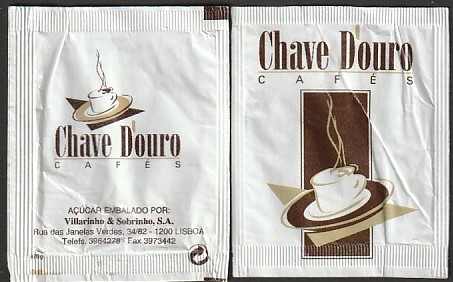 Chave D'ouro
CAFÉS
AÇÚCAR EMBALADO POR:
Villarinho & Sobrinho, S.A.
Rua das Janelas Verdes, 34/82 - 1200 LISBOA
Telefs. 3964278 - Fax 3973442
Chave D'ouro
CAFÉS